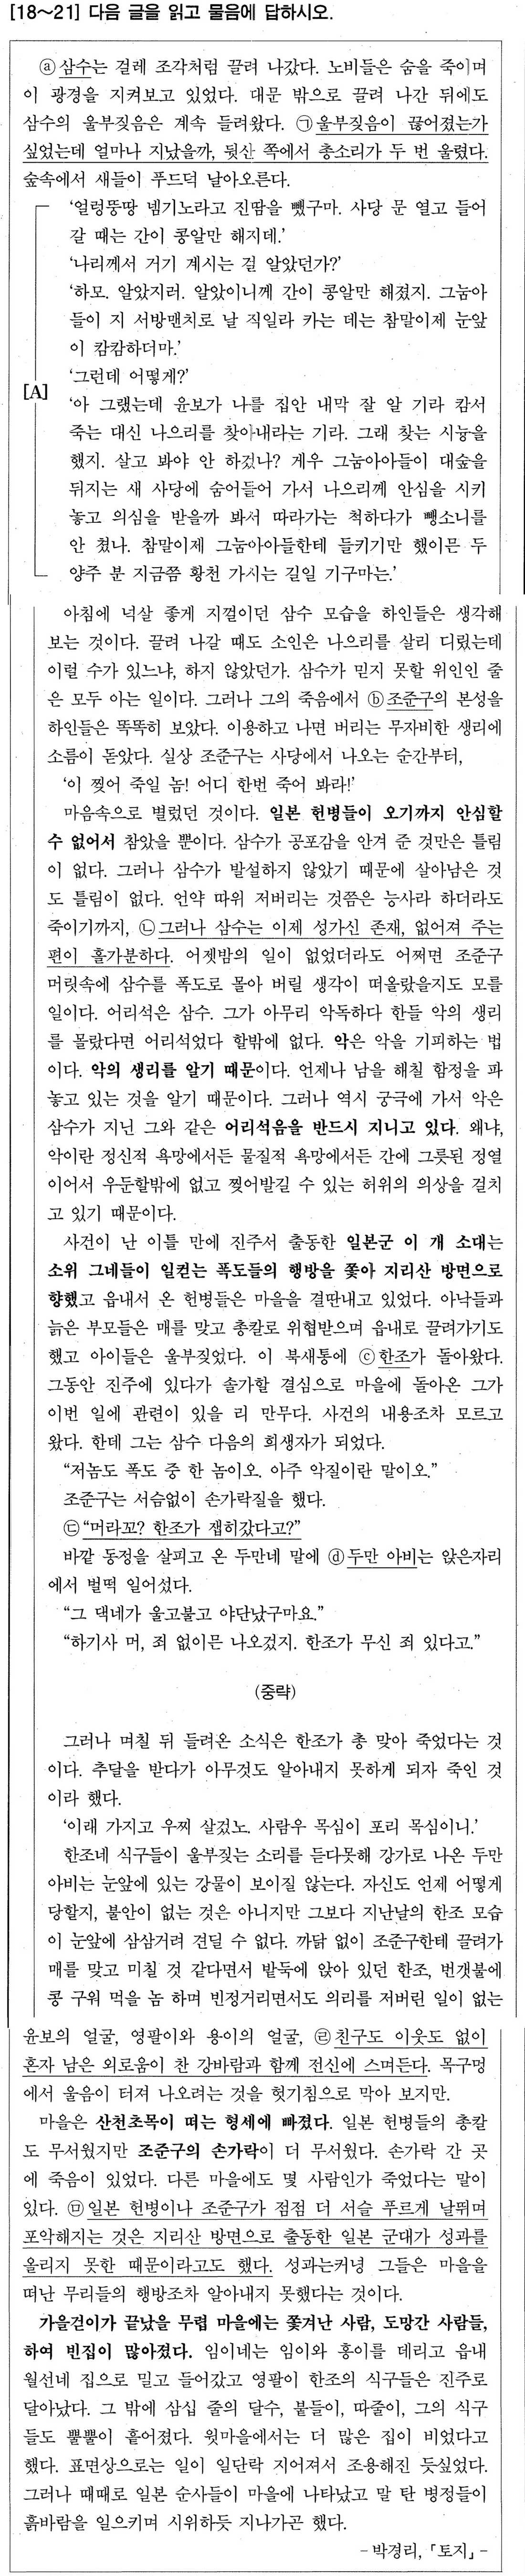 [18～21] 다음 글을 읽고 물음에 답하시오.
ⓐ삼수는 걸레 조각처럼 끌려 나갔다. 노비들은 숨을 죽이며
이 광경을 지켜보고 있었다. 대문 밖으로 끌려 나간 뒤에도
삼수의 울부짖음은 계속 들려왔다. ㉠울부짖음이 끊어졌는가
싶었는데 얼마나 지났을까, 뒷산 쪽에서 총소리가 두 번 울렸다.
숲속에서 새들이 푸드덕 날아오른다.
‘얼렁뚱땅 넴기노라고 진땀을 뺐구마. 사당 문 열고 들어
갈 때는 간이 콩알만 해지데.’
‘나리께서 거기 계시는 걸 알았던가?’
‘하모. 알았지러. 알았이니께 간이 콩알만 해졌지. 그눔아
들이 지 서방맨치로 날 직일라 카는 데는 참말이제 눈앞
이 캄캄하더마.’
‘그런데 어떻게?’
[A]
‘아 그랬는데 윤보가 나를 집안 내막 잘 알 기라 캄서
죽는 대신 나으리를 찾아내라는 기라. 그래 찾는 시늉을
했지. 살고 봐야 안 하겄나? 게우 그눔아아들이 대숲을
뒤지는 새 사당에 숨어들어 가서 나으리께 안심을 시키
놓고 의심을 받을까 봐서 따라가는 척하다가 뺑소니를
안 쳤나. 참말이제 그눔아아들한테 들키기만 했이믄 두
양주 분 지금쯤 황천 가시는 길일 기구마는.’
아침에 넉살 좋게 지껄이던 삼수 모습을 하인들은 생각해
보는 것이다. 끌려 나갈 때도 소인은 나으리를 살리 디렸는데
이럴 수가 있느냐, 하지 않았던가. 삼수가 믿지 못할 위인인 줄
은 모두 아는 일이다. 그러나 그의 죽음에서 ⓑ조준구의 본성을
하인들은 똑똑히 보았다. 이용하고 나면 버리는 무자비한 생리에
소름이 돋았다. 실상 조준구는 사당에서 나오는 순간부터,
‘이 찢어 죽일 놈! 어디 한번 죽어 봐라!’
마음속으로 별렀던 것이다. 일본 헌병들이 오기까지 안심할
수 없어서 참았을 뿐이다. 삼수가 공포감을 안겨 준 것만은 틀림
이 없다. 그러나 삼수가 발설하지 않았기 때문에 살아남은 것
도 틀림이 없다. 언약 따위 저버리는 것쯤은 능사라 하더라도
죽이기까지, ㉡그러나 삼수는 이제 성가신 존재, 없어져 주는
편이 홀가분하다. 어젯밤의 일이 없었더라도 어쩌면 조준구
머릿속에 삼수를 폭도로 몰아 버릴 생각이 떠올랐을지도 모를
일이다. 어리석은 삼수. 그가 아무리 악독하다 한들 악의 생리
를 몰랐다면 어리석었다 할밖에 없다. 악은 악을 기피하는 법
이다. 악의 생리를 알기 때문이다. 언제나 남을 해칠 함정을 파
놓고 있는 것을 알기 때문이다. 그러나 역시 궁극에 가서 악은
삼수가 지닌 그와 같은 어리석음을 반드시 지니고 있다. 왜냐,
악이란 정신적 욕망에서든 물질적 욕망에서든 간에 그릇된 정열
이어서 우둔할밖에 없고 찢어발길 수 있는 허위의 의상을 걸치
고 있기 때문이다.
사건이 난 이틀 만에 진주서 출동한 일본군 이 개 소대는
소위 그네들이 일컫는 폭도들의 행방을 쫓아 지리산 방면으로
향했고 읍내서 온 헌병들은 마을을 결딴내고 있었다. 아낙들과
늙은 부모들은 매를 맞고 총칼로 위협받으며 읍내로 끌려가기도
했고 아이들은 울부짖었다. 이 북새통에 ⓒ한조가 돌아왔다.
그동안 진주에 있다가 솔가할 결심으로 마을에 돌아온 그가
이번 일에 관련이 있을 리 만무다. 사건의 내용조차 모르고
왔다. 한데 그는 삼수 다음의 희생자가 되었다.
“저놈도 폭도 중 한 놈이오. 아주 악질이란 말이오.”
조준구는 서슴없이 손가락질을 했다.
㉢“머라꼬? 한조가 잽히갔다고?”
바깥 동정을 살피고 온 두만네 말에 ⓓ두만 아비는 앉은자리
에서 벌떡 일어섰다.
“그 댁네가 울고불고 야단났구마요.”
“하기사 머, 죄 없이믄 나오겄지. 한조가 무신 죄 있다고.”
(중략)
그러나 며칠 뒤 들려온 소식은 한조가 총 맞아 죽었다는 것
이다. 추달을 받다가 아무것도 알아내지 못하게 되자 죽인 것
이라 했다.
‘이래 가지고 우찌 살겄노. 사람우 목심이 포리 목심이니.’
한조네 식구들이 울부짖는 소리를 듣다못해 강가로 나온 두만
아비는 눈앞에 있는 강물이 보이질 않는다. 자신도 언제 어떻게
당할지, 불안이 없는 것은 아니지만 그보다 지난날의 한조 모습
이 눈앞에 삼삼거려 견딜 수 없다. 까닭 없이 조준구한테 끌려가
매를 맞고 미칠 것 같다면서 밭둑에 앉아 있던 한조, 번갯불에
콩 구워 먹을 놈 하며 빈정거리면서도 의리를 저버린 일이 없는
윤보의 얼굴, 영팔이와 용이의 얼굴, ㉣친구도 이웃도 없이
혼자 남은 외로움이 찬 강바람과 함께 전신에 스며든다. 목구멍
에서 울음이 터져 나오려는 것을 헛기침으로 막아 보지만.
마을은 산천초목이 떠는 형세에 빠졌다. 일본 헌병들의 총칼
도 무서웠지만 조준구의 손가락이 더 무서웠다. 손가락 간 곳
에 죽음이 있었다. 다른 마을에도 몇 사람인가 죽었다는 말이
있다. ㉤일본 헌병이나 조준구가 점점 더 서슬 푸르게 날뛰며
포악해지는 것은 지리산 방면으로 출동한 일본 군대가 성과를
올리지 못한 때문이라고도 했다. 성과는커녕 그들은 마을을
떠난 무리들의 행방조차 알아내지 못했다는 것이다.
가을걷이가 끝났을 무렵 마을에는 쫓겨난 사람, 도망간 사람들,
하여 빈집이 많아졌다. 임이네는 임이와 홍이를 데리고 읍내
월선네 집으로 밀고 들어갔고 영팔이 한조의 식구들은 진주로
달아났다. 그 밖에 삼십 줄의 달수, 붙들이, 따줄이, 그의 식구
들도 뿔뿔이 흩어졌다. 윗마을에서는 더 많은 집이 비었다고
했다. 표면상으로는 일이 일단락 지어져서 조용해진 듯싶었다.
그러나 때때로 일본 순사들이 마을에 나타났고 말 탄 병정들이
흙바람을 일으키며 시위하듯 지나가곤 했다.
- 박경리, 「토지」 -